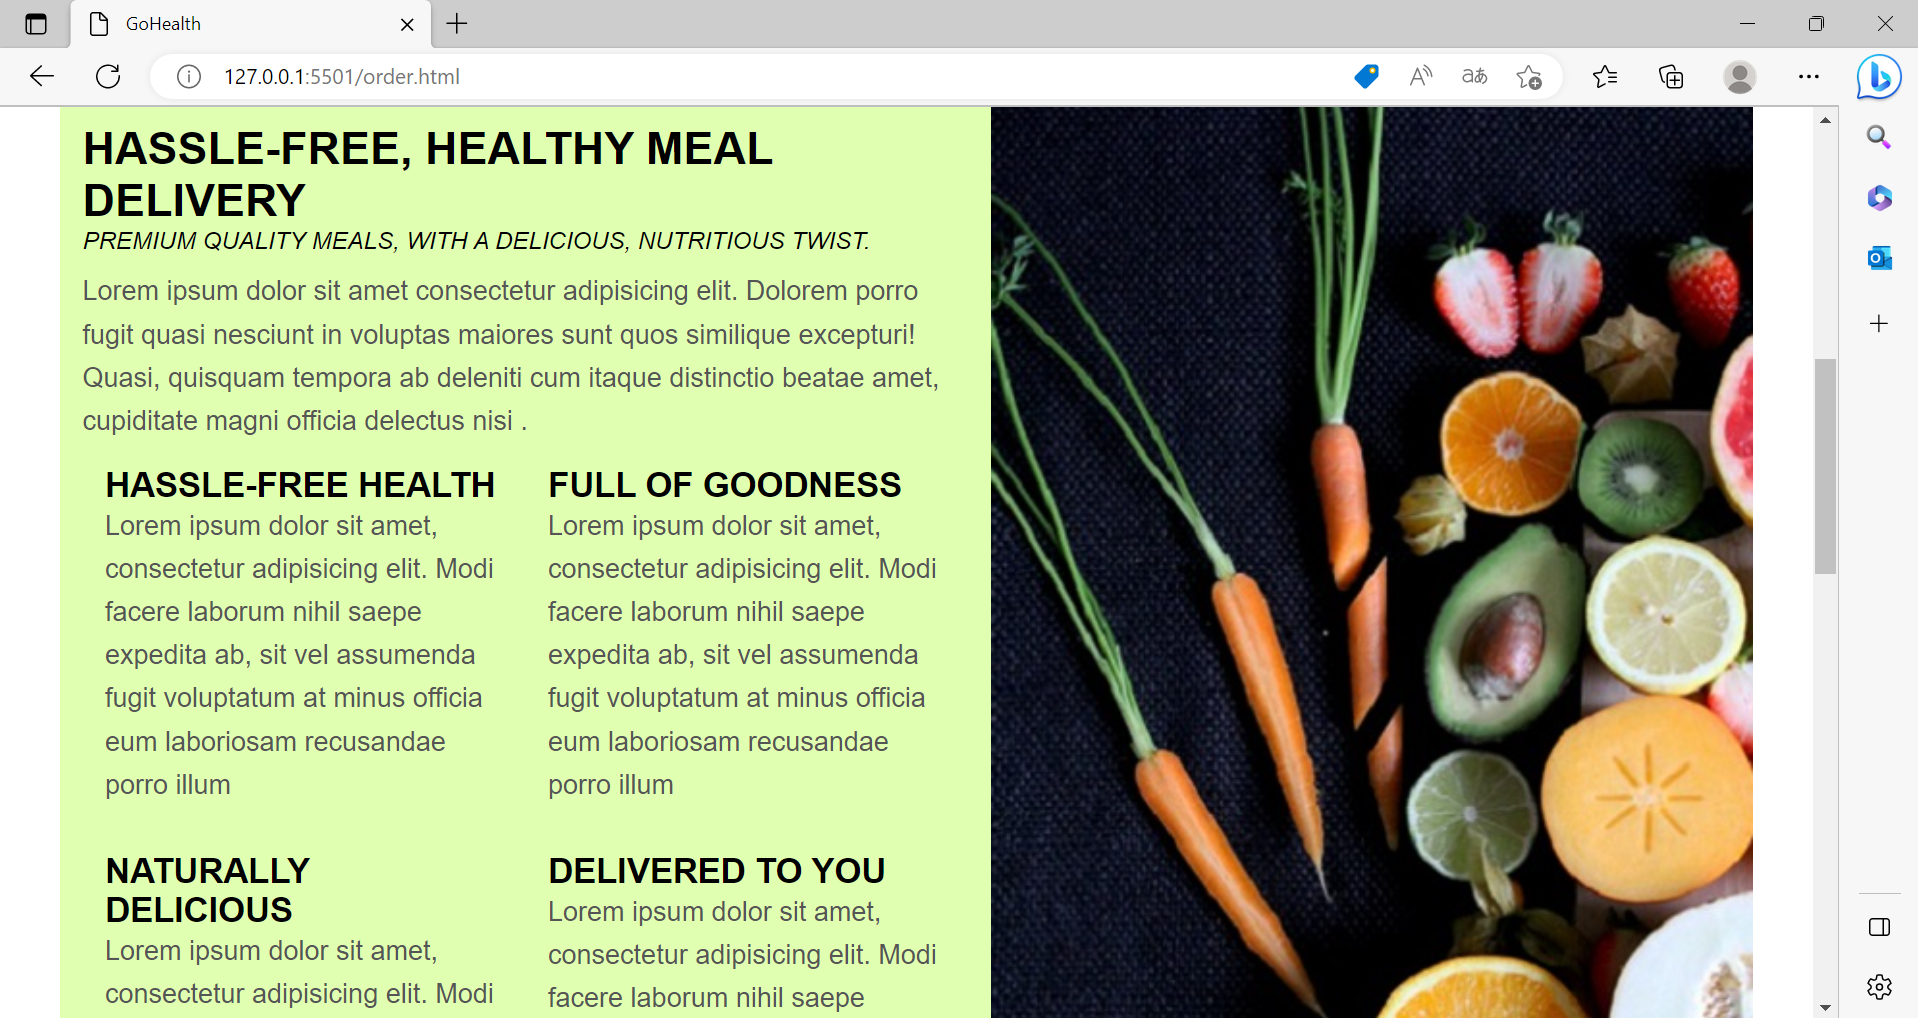 GoHealth
127.0.0.1:5501/order.html
HASSLE-FREE, HEALTHY MEAL
DELIVERY
PREMIUM QUALITY MEALS, WITH A DELICIOUS, NUTRITIOUS TWIST.
Lorem ipsum dolor sit amet consectetur adipisicing elit. Dolorem porro
fugit quasi nesciunt in voluptas maiores sunt quos similique excepturi!
Quasi, quisquam tempora ab deleniti cum itaque distinctio beatae amet,
cupiditate magni officia delectus nisi .
HASSLE-FREE HEALTH
Lorem ipsum dolor sit amet,
consectetur adipisicing elit. Modi
facere laborum nihil saepe
expedita ab, sit vel assumenda
fugit voluptatum at minus officia
eum laboriosam recusandae
porro illum
FULL OF GOODNESS
Lorem ipsum dolor sit amet,
consectetur adipisicing elit. Modi
facere laborum nihil saepe
expedita ab, sit vel assumenda
fugit voluptatum at minus officia
eum laboriosam recusandae
porro illum
NATURALLY
DELICIOUS
Lorem ipsum dolor sit amet,
consectetur adipisicing elit. Modi
DELIVERED TO YOU
Lorem ipsum dolor sit amet,
consectetur adipisicing elit. Modi
facere laborum nihil saepe